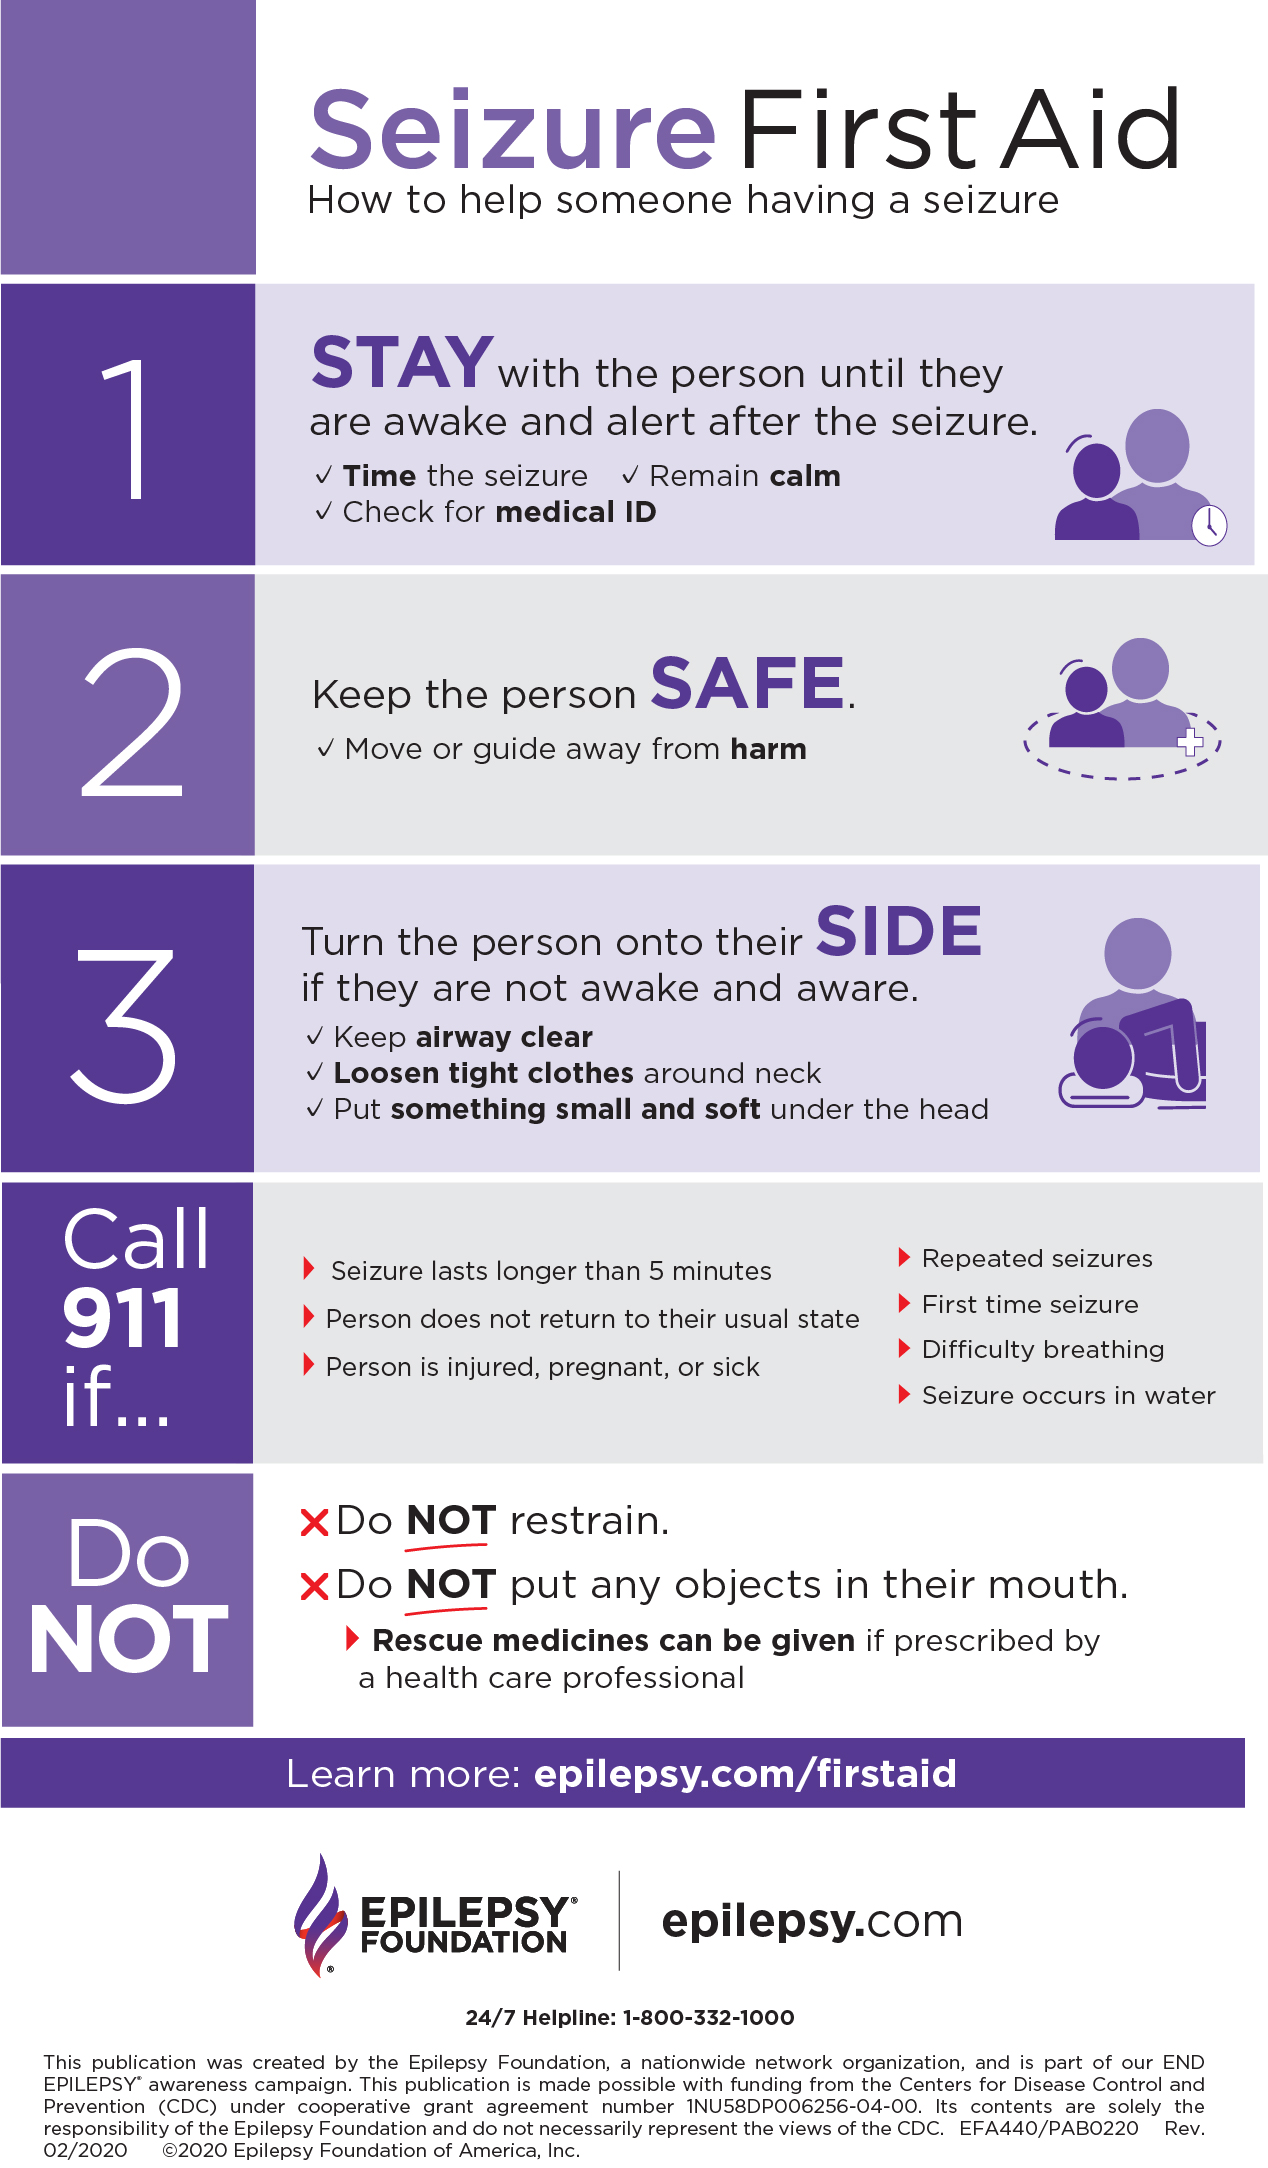 Seizure First Aid
How to help someone having a seizure
1
STAY with the person until they
are awake and alert after the seizure.
✓ Time the seizure ✓ Remain calm
✓ Check for medical ID
2
Keep the person SAFE.
✓ Move or guide away from harm
3
Turn the person onto their SIDE
if they are not awake and aware.
✓ Keep airway clear
✓ Loosen tight clothes around neck
✓ Put something small and soft under the head
Call
911
if...
Seizure lasts longer than 5 minutes
Person does not return to their usual state
Person is injured, pregnant, or sick
Repeated seizures
First time seizure
Difficulty breathing
Seizure occurs in water
Do
NOT
Do NOT restrain.
Do NOT put any objects in their mouth.
Rescue medicines can be given if prescribed by
a health care professional
Learn more: epilepsy.com/firstaid
EPILEPSY®
FOUNDATION
®
epilepsy.com
24/7 Helpline: 1-800-332-1000
This publication was created by the Epilepsy Foundation, a nationwide network organization, and is part of our END
EPILEPSY® awareness campaign. This publication is made possible with funding from the Centers for Disease Control and
Prevention (CDC) under cooperative grant agreement number 1NU58DP006256-04-00. Its contents are solely the
responsibility of the Epilepsy Foundation and do not necessarily represent the views of the CDC. EFA440/PAB0220 Rev.
02/2020 ©2020 Epilepsy Foundation of America, Inc.